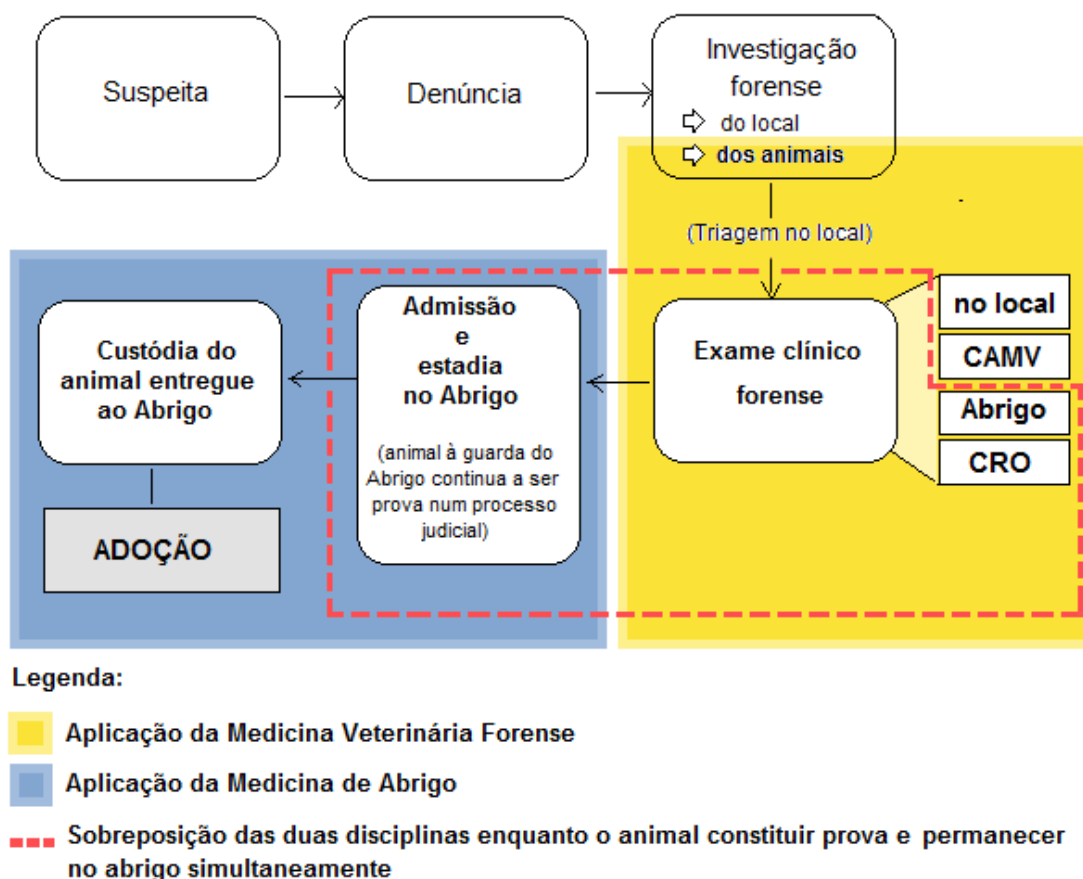 Suspeita
Denúncia
Investigação
forense
do local
dos animais
(Triagem no local)
Exame clínico
forense
no local
CAMV
Abrigo
CRO
Admissão
e
estadia
no Abrigo
(animal à guarda do
Abrigo continua a ser
prova num processo
judicial)
Custódia do
animal entregue
ao Abrigo
ADOÇÃO
Legenda:
Aplicação da Medicina Veterinária Forense
Aplicação da Medicina de Abrigo
Sobreposição das duas disciplinas enquanto o animal constituir prova e permanecer
no abrigo simultaneamente